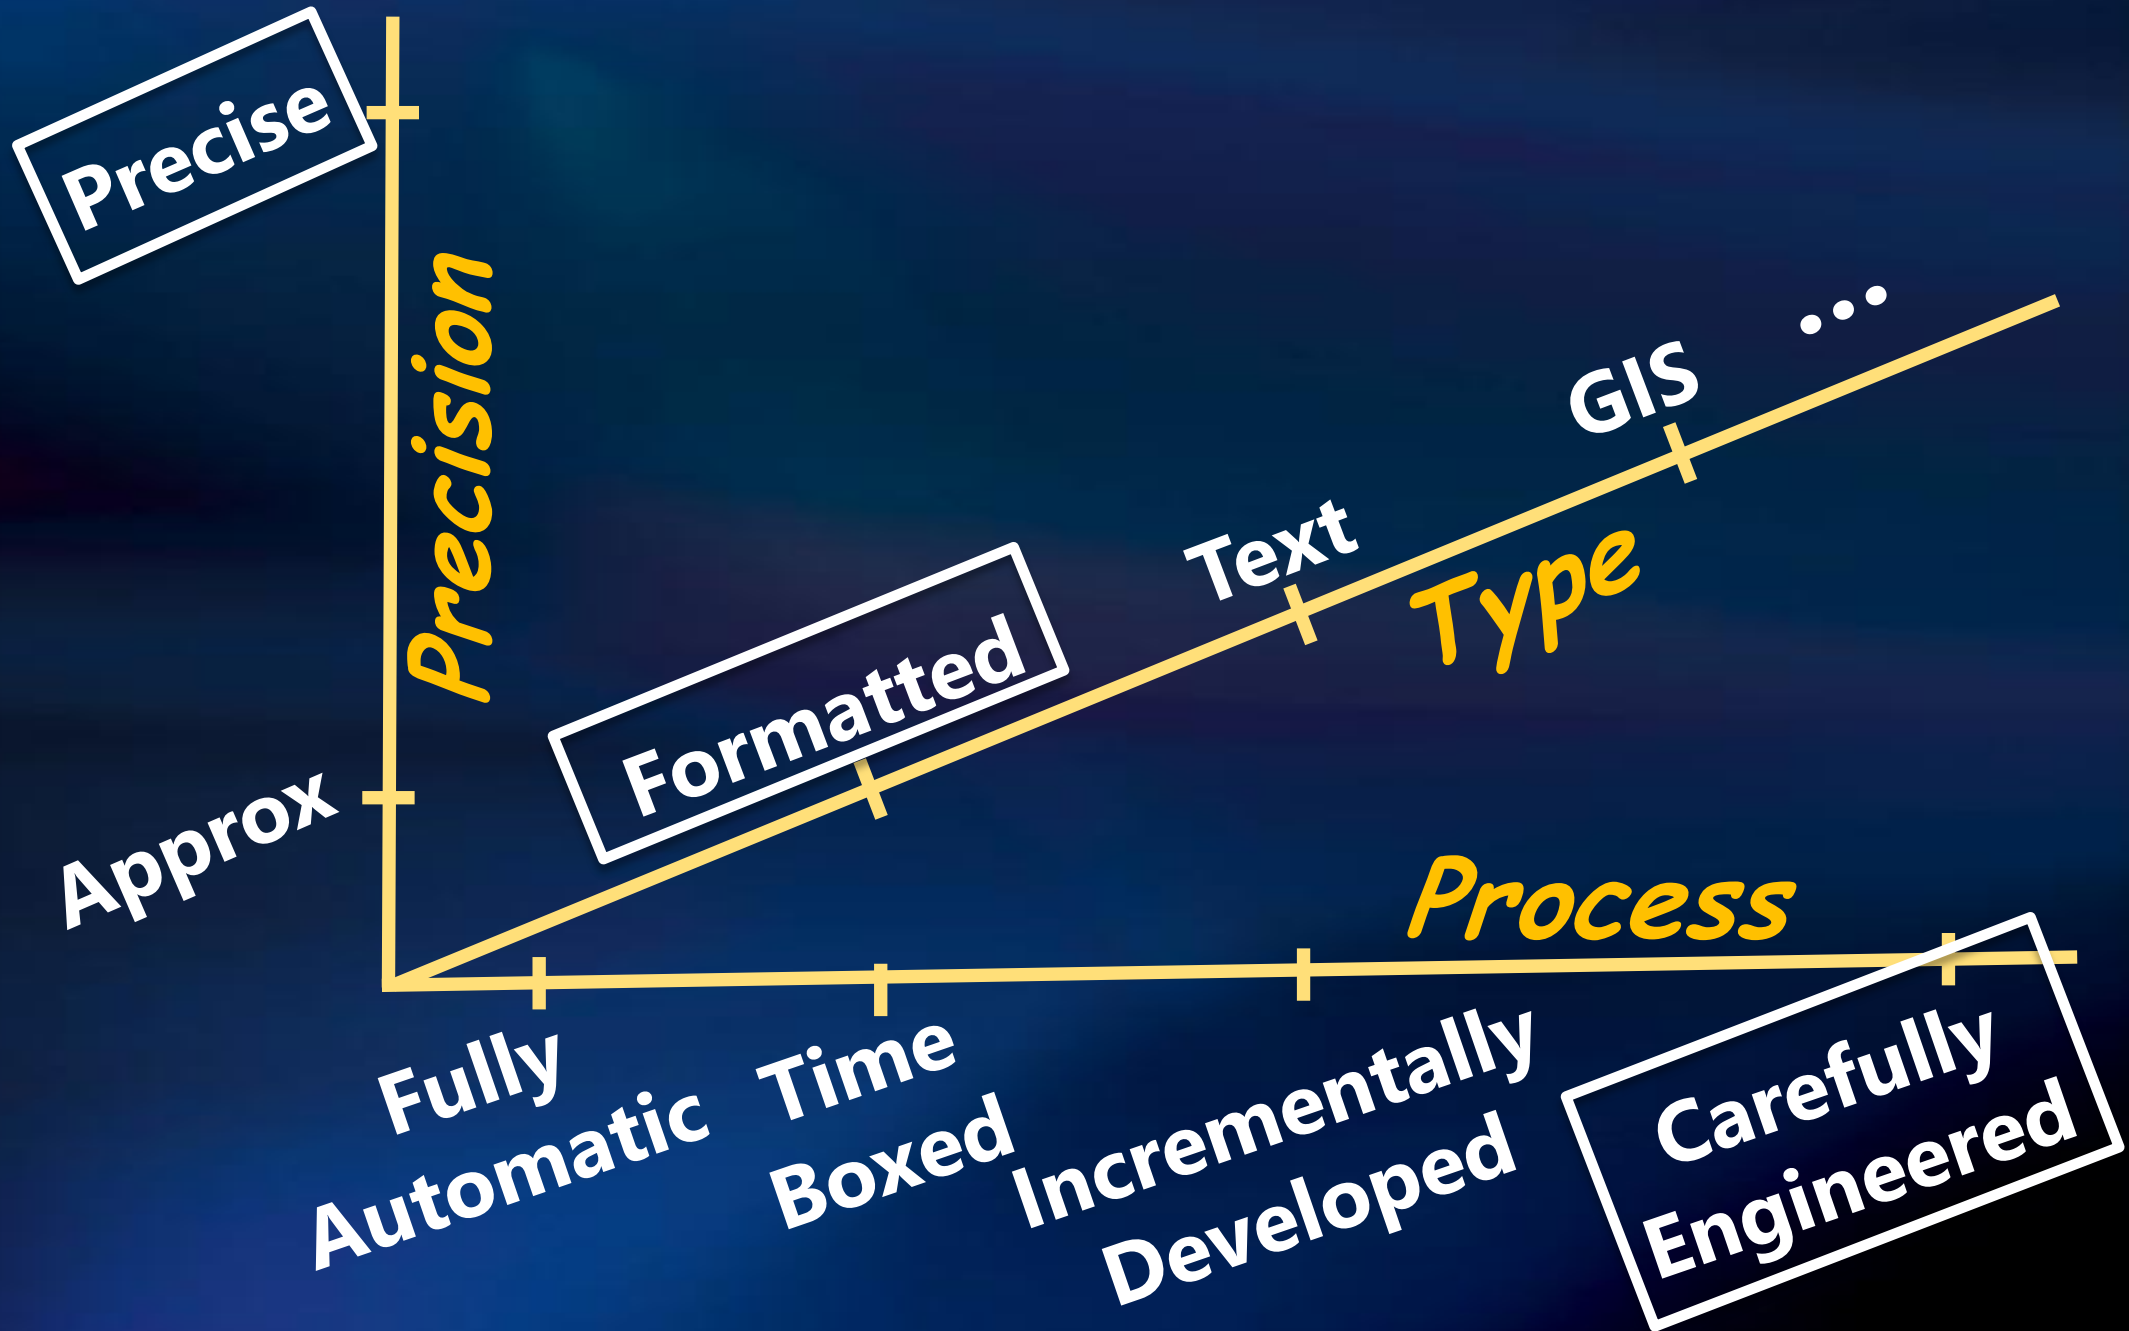 Precise
Precision
GIS
...
Text
Type
Formatted
Approx
Process
Fully
Automatic
Time
Boxed
Incrementally
Developed
Carefully
Engineered